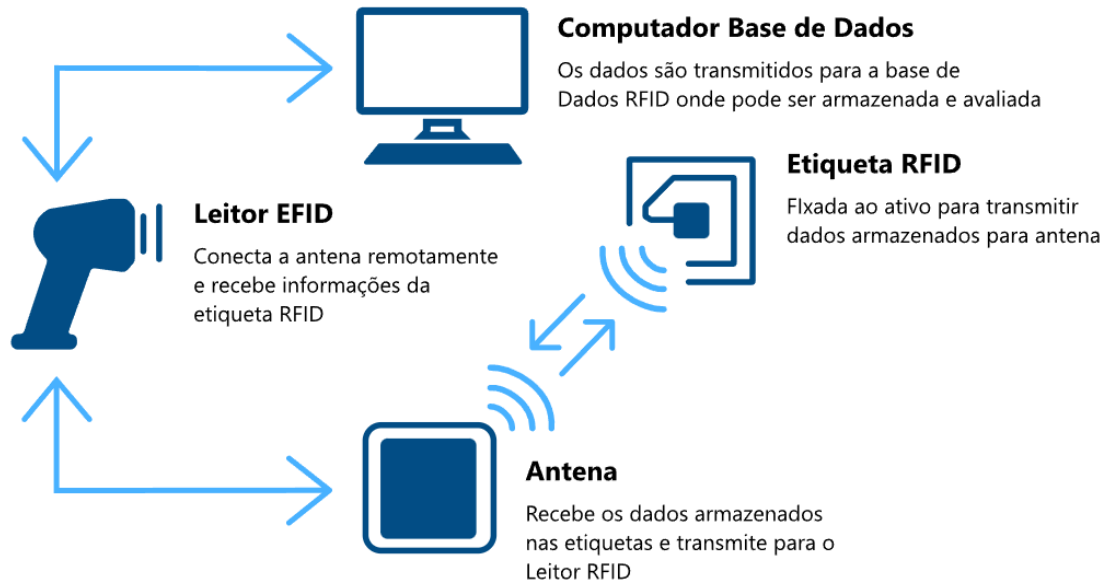 Computador Base de Dados
Os dados são transmitidos para a base de
Dados RFID onde pode ser armazenada e avaliada
Etiqueta RFID
FIxada ao ativo para transmitir
dados armazenados para antena
Leitor EFID
Conecta a antena remotamente
e recebe informações da
etiqueta RFID
Antena
Recebe os dados armazenados
nas etiquetas e transmite para o
Leitor RFID